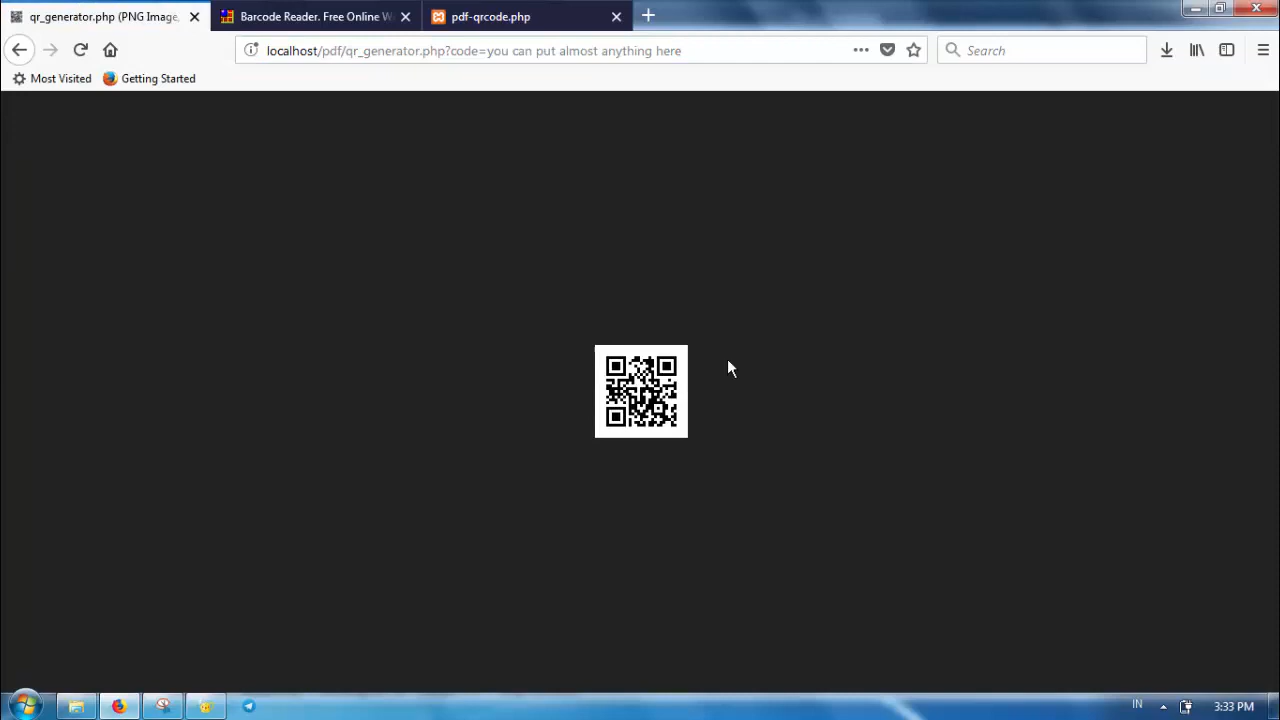 qr_generator.php (PNG Image,
Barcode Reader. Free Online W
pdf-qrcode.php
localhost/pdf/qr_generator.php?code=you can put almost anything here
Search
Most Visited
Getting Started
IN
3:33 PM